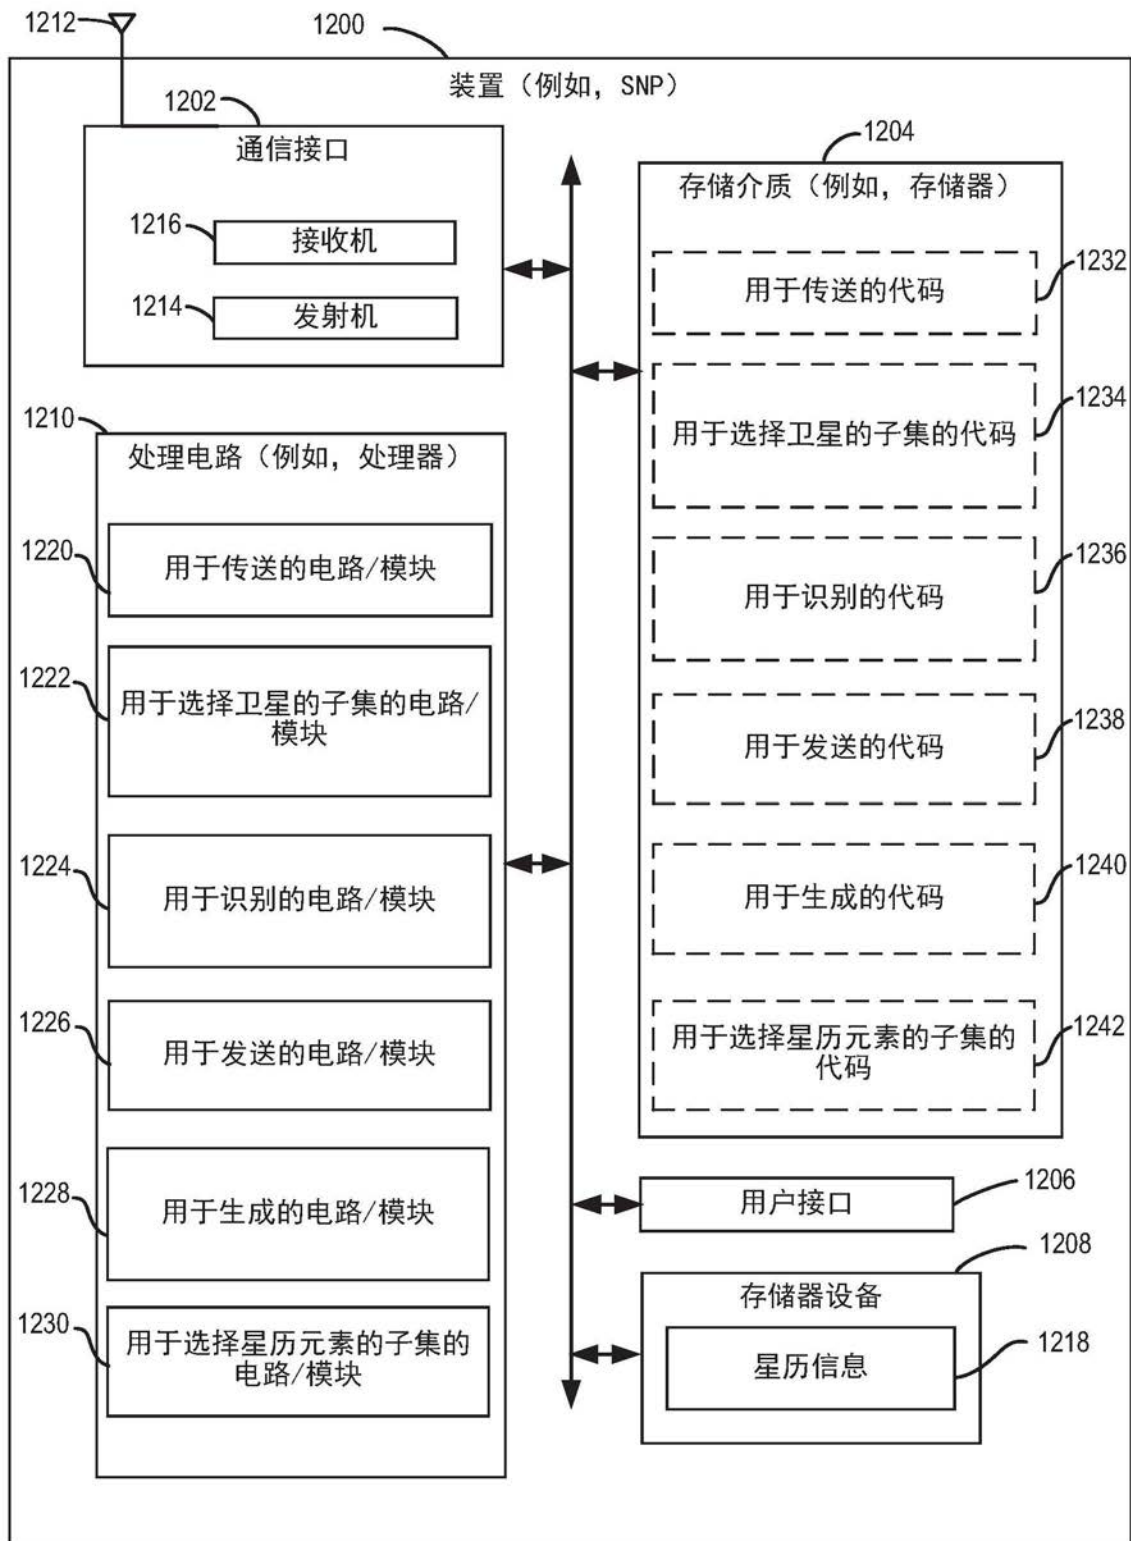 1212
1200
装置（例如，SNP）
1202
通信接口
1216
接收机
1214
发射机
1204
存储介质（例如，存储器）
用于传送的代码
1232
用于选择卫星的子集的代码
1234
用于识别的代码
1236
用于发送的代码
1238
用于生成的代码
1240
用于选择星历元素的子集的
代码
1242
1210
处理电路（例如，处理器）
1220
用于传送的电路/模块
1222
用于选择卫星的子集的电路/
模块
1224
用于识别的电路/模块
1226
用于发送的电路/模块
1228
用于生成的电路/模块
1230
用于选择星历元素的子集的
电路/模块
用户接口
1206
1208
存储器设备
星历信息
1218